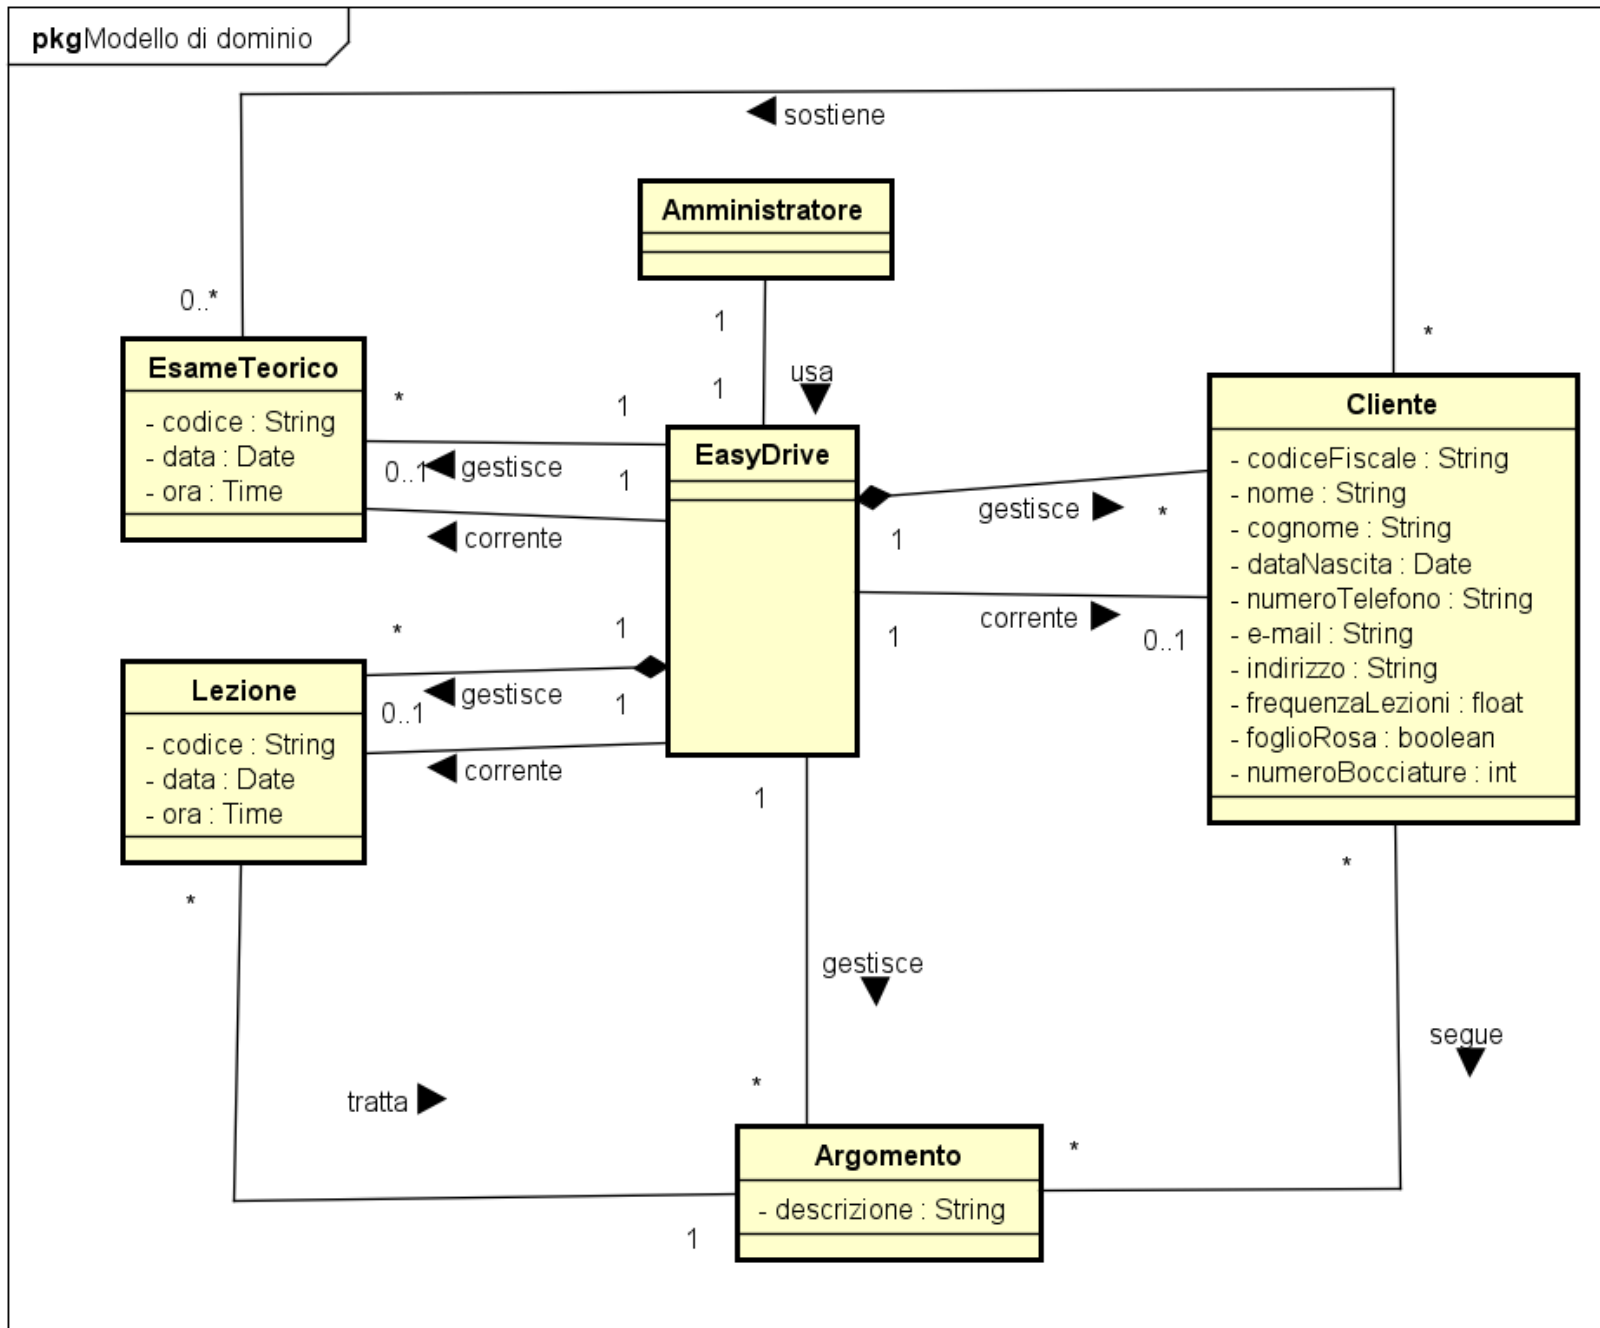 pkgModello di dominio
sostiene
Amministratore
1
0..*
*
1
usa
EsameTeorico
- codice : String
- data : Date
- ora : Time
*
1
0..1
gestisce
1
corrente
EasyDrive
Cliente
- codiceFiscale : String
- nome : String
- cognome : String
- dataNascita : Date
- numeroTelefono : String
- e-mail : String
- indirizzo : String
- frequenzaLezioni : float
- foglioRosa : boolean
- numeroBocciature : int
gestisce
*
1
corrente
1
0..1
*
1
gestisce
0..1
1
corrente
Lezione
- codice : String
- data : Date
- ora : Time
1
*
*
gestisce
segue
*
tratta
*
Argomento
- descrizione : String
1